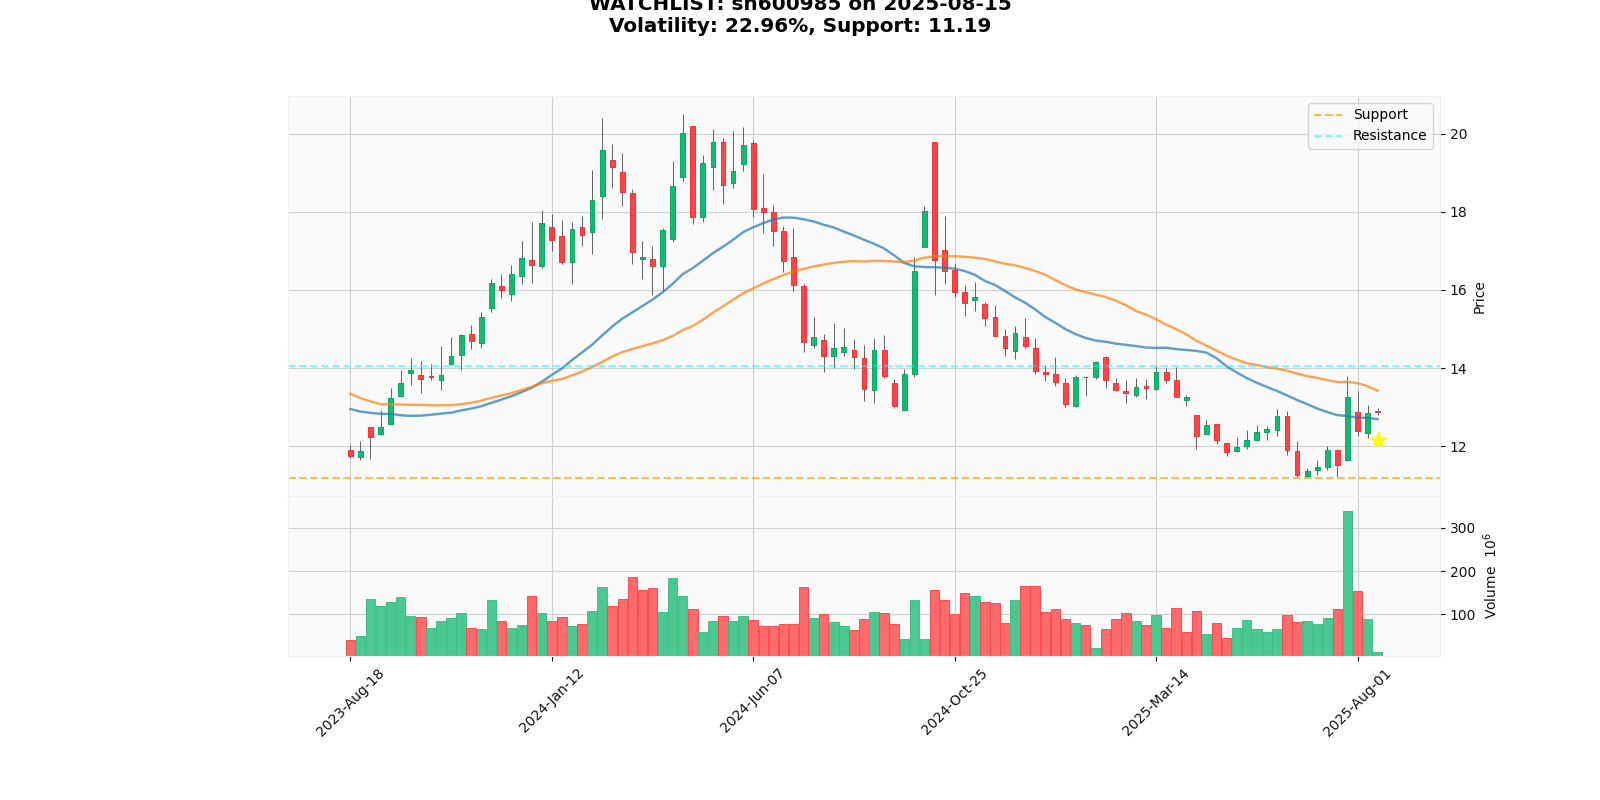 WATCHLIST: sh600985 on 2025-08-15
Volatility: 22.96%, Support: 11.19
Support
Resistance
20
18
16
14
12
Price
300
200
100
Volume 10^6
2023-Aug-18
2024-Jan-12
2024-Jun-07
2024-Oct-25
2025-Mar-14
2025-Aug-01